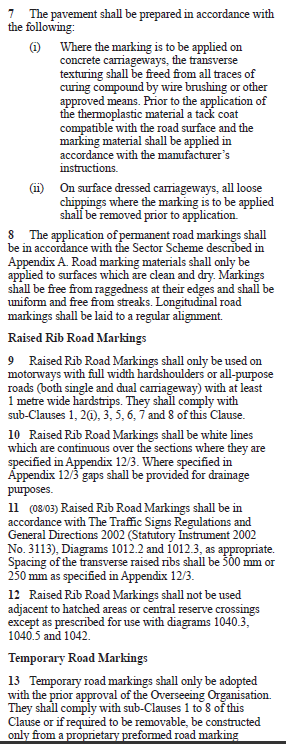 7 The pavement shall be prepared in accordance with
the following:
(i) Where the marking is to be applied on
concrete carriageways, the transverse
texturing shall be freed from all traces of
curing compound by wire brushing or other
approved means. Prior to the application of
the thermoplastic material a tack coat
compatible with the road surface and the
marking material shall be applied in
accordance with the manufacturer’s
instructions.
(ii) On surface dressed carriageways, all loose
chippings where the marking is to be applied
shall be removed prior to application.
8 The application of permanent road markings shall
be in accordance with the Sector Scheme described in
Appendix A. Road marking materials shall only be
applied to surfaces which are clean and dry. Markings
shall be free from raggedness at their edges and shall be
uniform and free from streaks. Longitudinal road
markings shall be laid to a regular alignment.
Raised Rib Road Markings
9 Raised Rib Road Markings shall only be used on
motorways with full width hardshoulders or all-purpose
roads (both single and dual carriageway) with at least
1 metre wide hardstrips. They shall comply with
sub-Clauses 1, 2(i), 3, 5, 6, 7 and 8 of this Clause.
10 Raised Rib Road Markings shall be white lines
which are continuous over the sections where they are
specified in Appendix 12/3. Where specified in
Appendix 12/3 gaps shall be provided for drainage
purposes.
11 (08/03) Raised Rib Road Markings shall be in
accordance with The Traffic Signs Regulations and
General Directions 2002 (Statutory Instrument 2002
No. 3113), Diagrams 1012.2 and 1012.3, as appropriate.
Spacing of the transverse raised ribs shall be 500 mm or
250 mm as specified in Appendix 12/3.
12 Raised Rib Road Markings shall not be used
adjacent to hatched areas or central reserve crossings
except as prescribed for use with diagrams 1040.3,
1040.5 and 1042.
Temporary Road Markings
13 Temporary road markings shall only be adopted
with the prior approval of the Overseeing Organisation.
They shall comply with sub-Clauses 1 to 8 of this
Clause or if required to be removable, be constructed
only from a proprietary preformed road marking